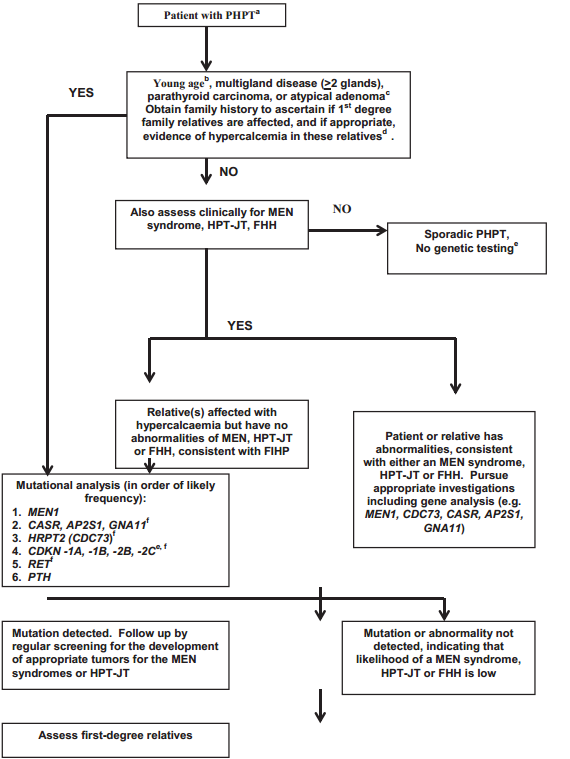 Patient with PHPTa
YES
Young ageb, multigland disease (≥2 glands),
parathyroid carcinoma, or atypical adenomac
Obtain family history to ascertain if 1st degree
family relatives are affected, and if appropriate,
evidence of hypercalcemia in these relativesd .
NO
Also assess clinically for MEN
syndrome, HPT-JT, FHH
NO
Sporadic PHPT,
No genetic testinge
YES
Relative(s) affected with
hypercalcaemia but have no
abnormalities of MEN, HPT-JT
or FHH, consistent with FIHP
Patient or relative has
abnormalities, consistent
with either an MEN syndrome,
HPT-JT or FHH. Pursue
appropriate investigations
including gene analysis (e.g.
MEN1, CDC73, CASR, AP2S1,
GNA11)
Mutational analysis (in order of likely
frequency):
1. MEN1
2. CASR, AP2S1, GNA11f
3. HRPT2 (CDC73)f
4. CDKN -1A, -1B, -2B, -2Ce, f
5. RETf
6. PTH
Mutation detected. Follow up by
regular screening for the development
of appropriate tumors for the MEN
syndromes or HPT-JT
Mutation or abnormality not
detected, indicating that
likelihood of a MEN syndrome,
HPT-JT or FHH is low
Assess first-degree relatives